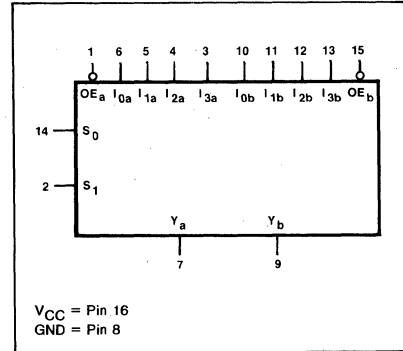 1 6 5 4 3 10 11 12 13 15
OEa I0a I1a I2a I3a I0b I1b I2b I3b OEb
14 S0
2 S1
Ya Yb
7 9
VCC = Pin 16
GND = Pin 8